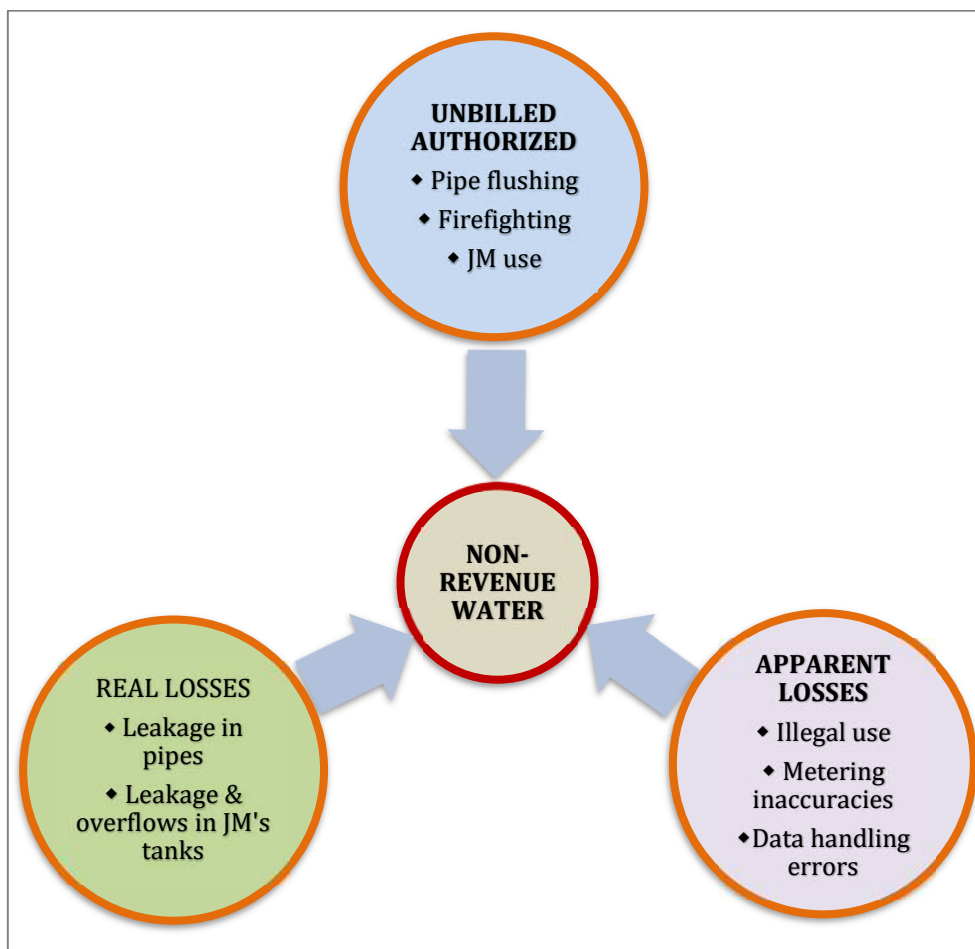 UNBILLED
AUTHORIZED
◆ Pipe flushing
◆ Firefighting
◆ JM use
NON-
REVENUE
WATER
REAL LOSSES
◆ Leakage in
pipes
◆ Leakage &
overflows in JM's
tanks
APPARENT
LOSSES
◆ Illegal use
◆ Metering
inaccuracies
◆Data handling
errors